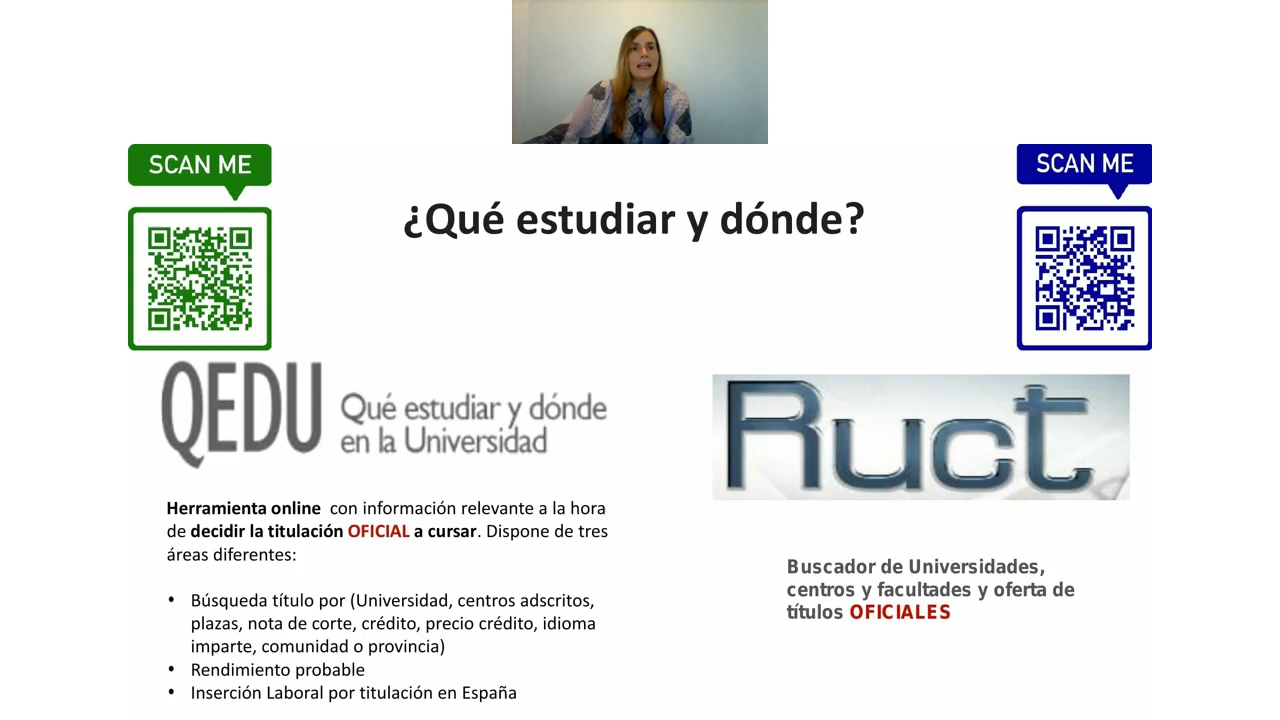 SCAN ME
SCAN ME
¿Qué estudiar y dónde?
QEDU
Qué estudiar y dónde
en la Universidad
Ruct
Herramienta online con información relevante a la hora
de decidir la titulación OFICIAL a cursar. Dispone de tres
áreas diferentes:
• Búsqueda título por (Universidad, centros adscritos,
plazas, nota de corte, crédito, precio crédito, idioma
imparte, comunidad o provincia)
• Rendimiento probable
• Inserción Laboral por titulación en España
Buscador de Universidades,
centros y facultades y oferta de
títulos OFICIALES